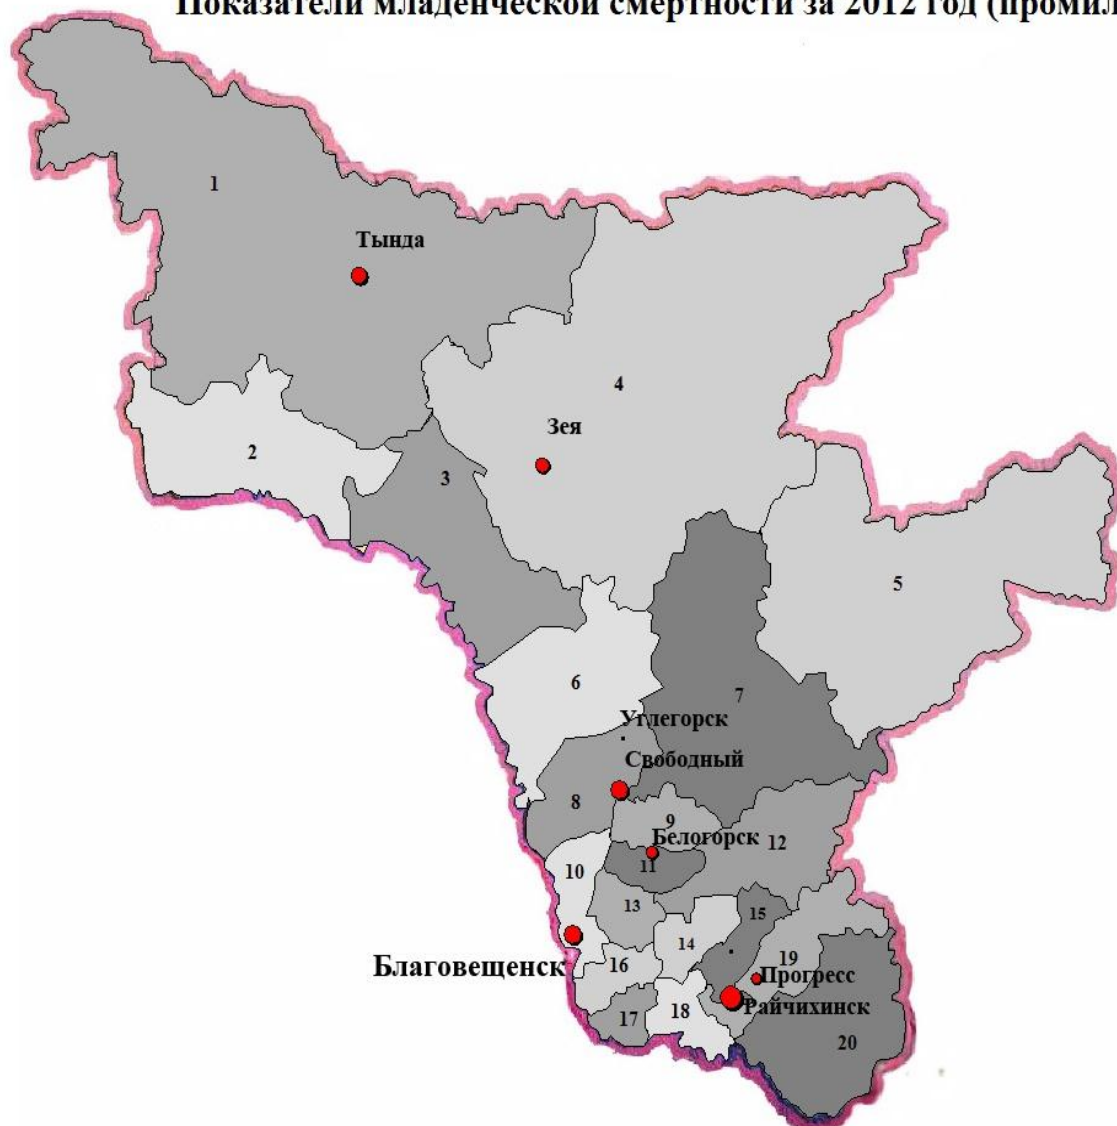 Показатели младенческой смертности за 2012 год (промил
1
Тында
4
Зея
2
3
5
6
7
Углегорск
Свободный
8
9
Белогорск
12
11
10
13
15
14
19
16
Благовещенск
Прогресс
Райчихинск
18
17
20